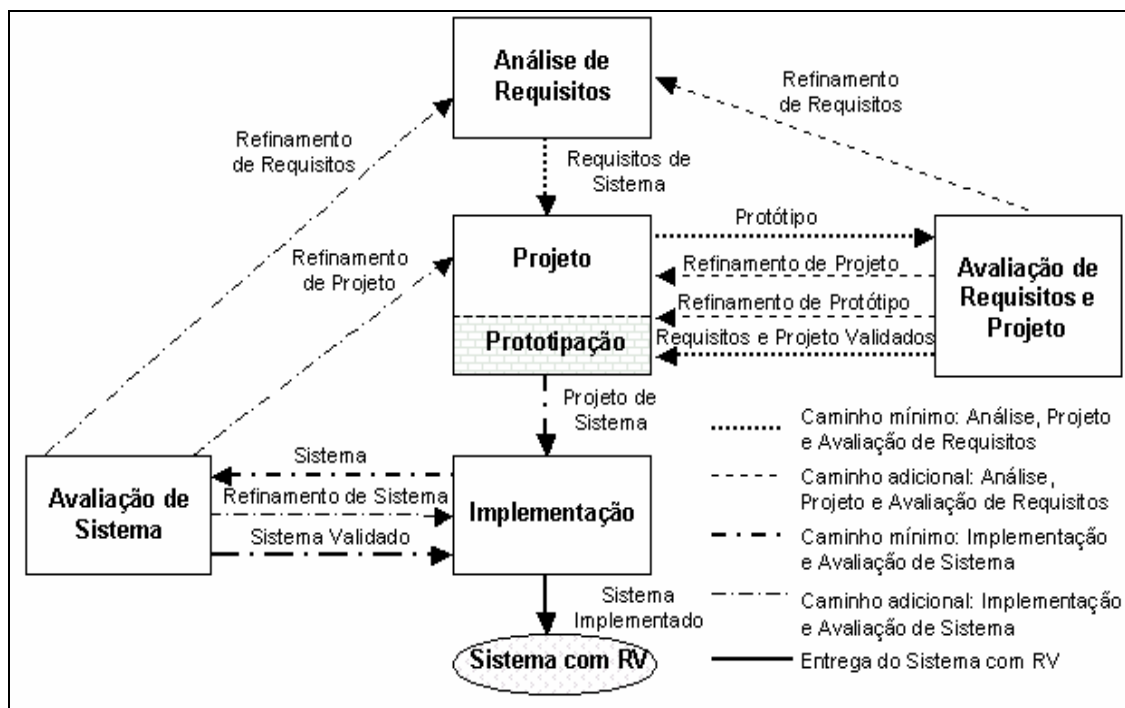 Análise de
Requisitos
Refinamento
de Requisitos
Refinamento
de Requisitos
Requisitos de
Sistema
Refinamento
de Projeto
Projeto
Protótipo
Refinamento de Projeto
Refinamento de Protótipo
Requisitos e Projeto Validados
Avaliação de
Requisitos e
Projeto
Prototipação
Projeto de
Sistema
Avaliação de
Sistema
Sistema
Refinamento de Sistema
Sistema Validado
Implementação
Sistema
Implementado
Sistema com RV
Caminho mínimo: Análise, Projeto
e Avaliação de Requisitos
Caminho adicional: Análise,
Projeto e Avaliação de Requisitos
Caminho mínimo: Implementação
e Avaliação de Sistema
Caminho adicional: Implementação
e Avaliação de Sistema
Entrega do Sistema com RV